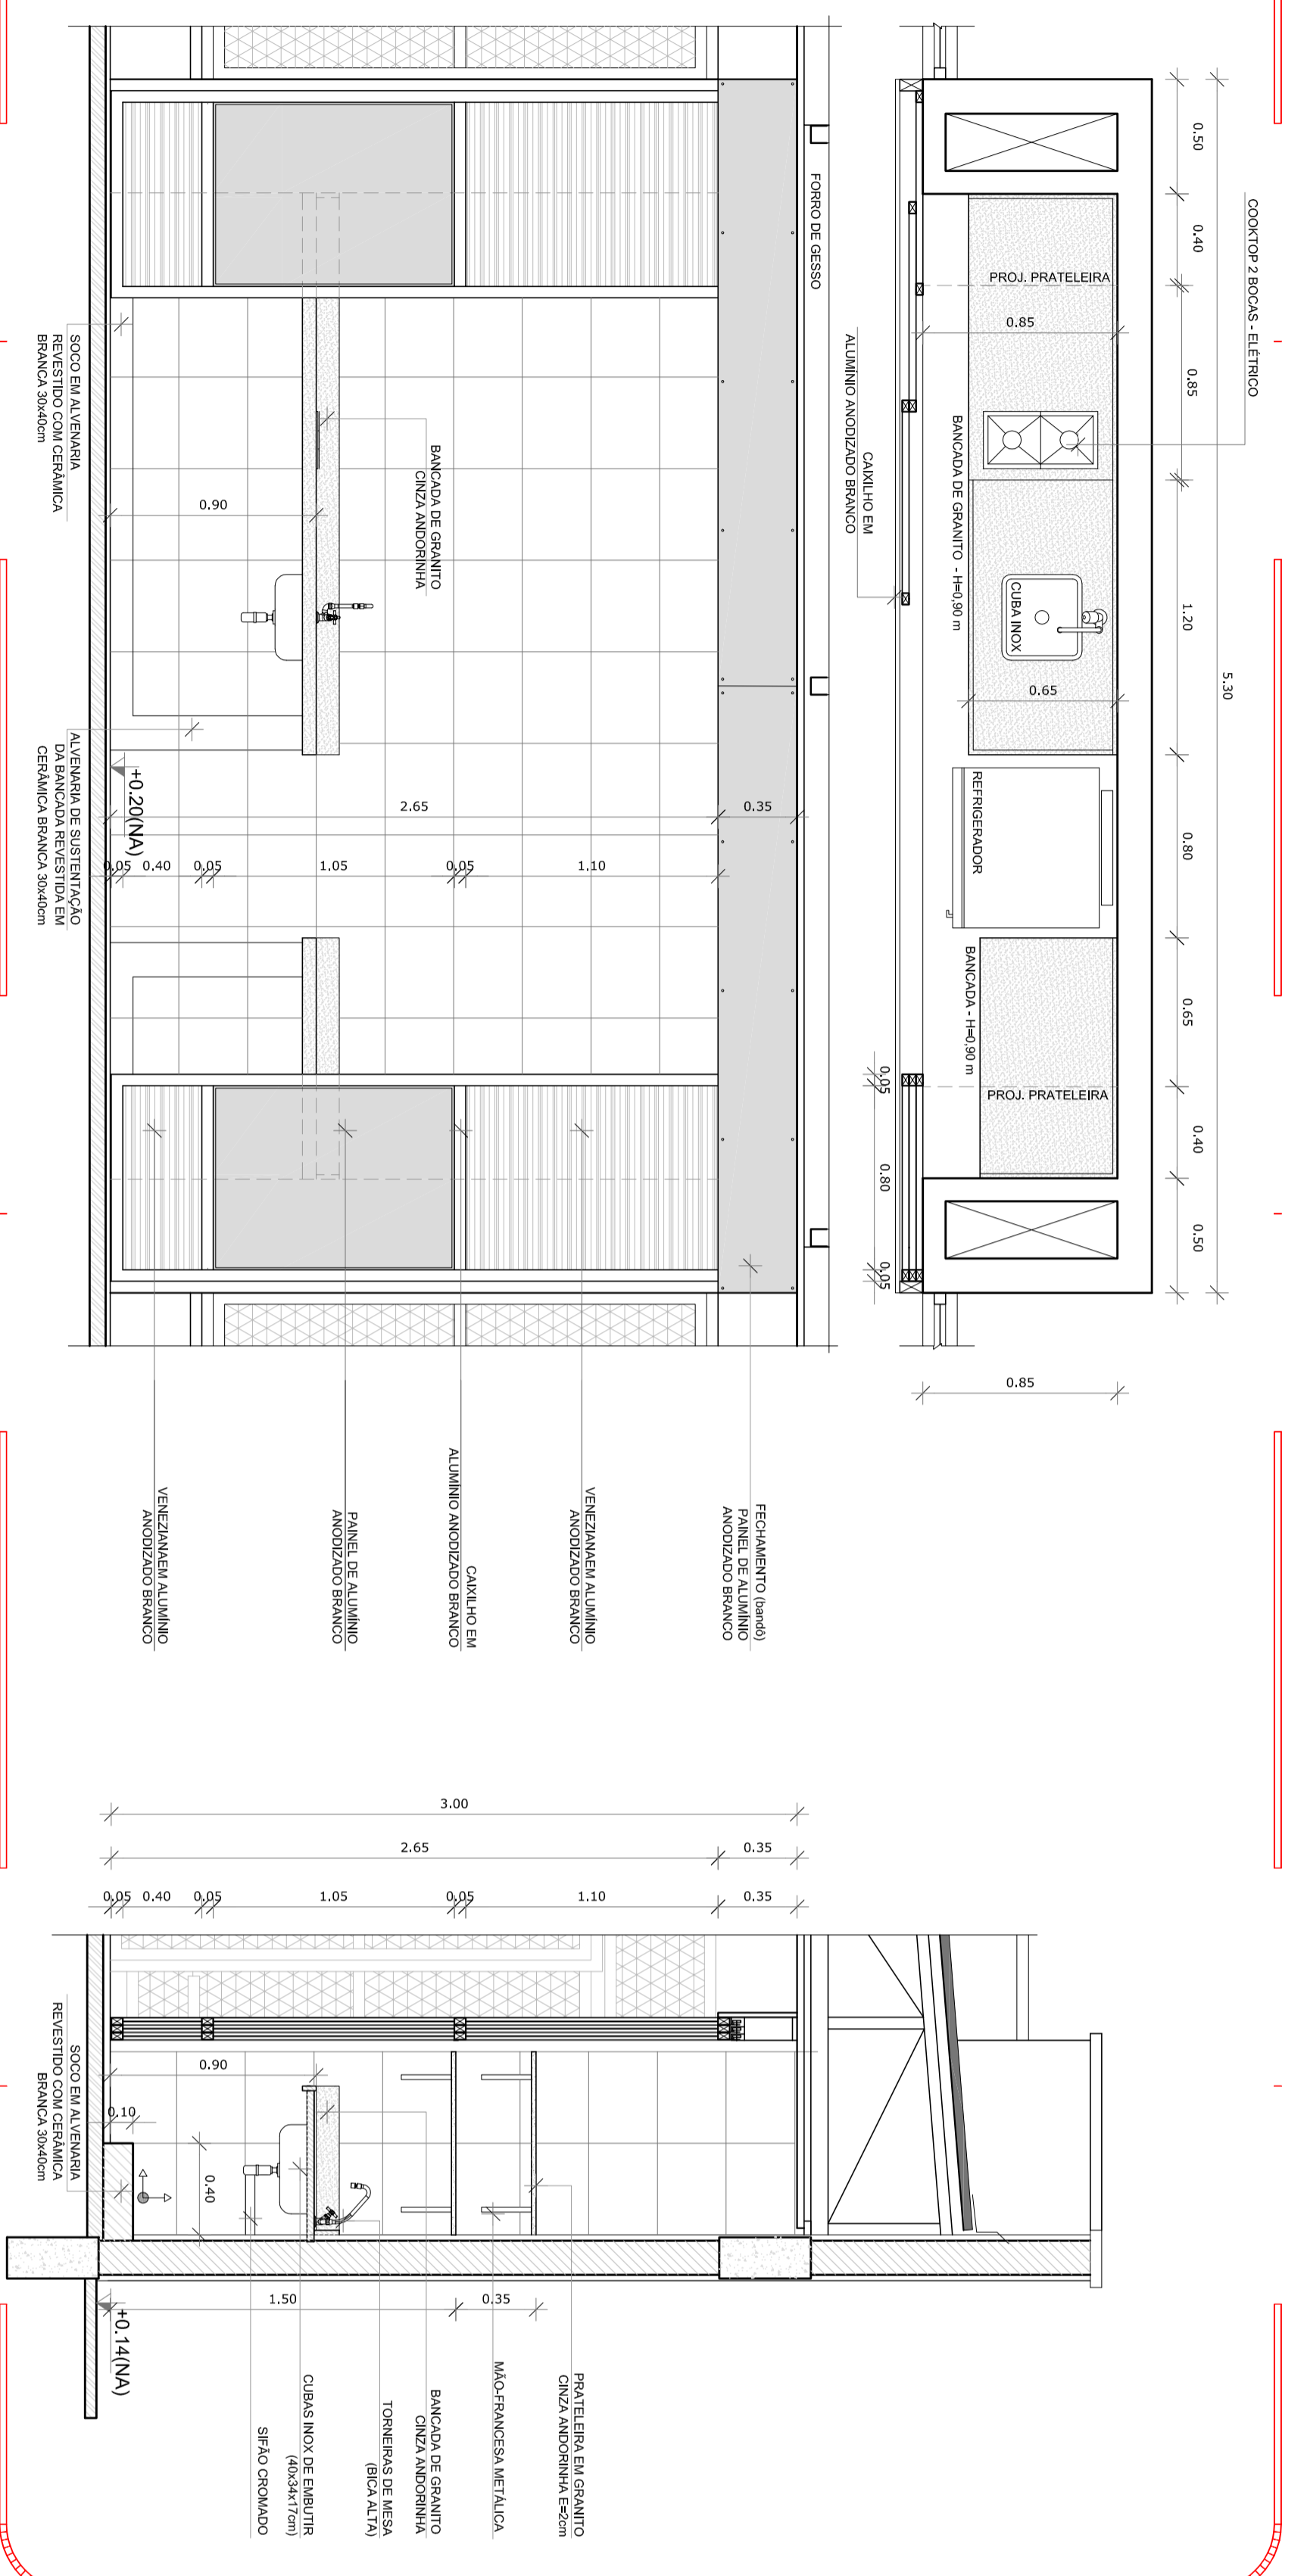 5.30
0.50
0.40
0.85
1.20
0.80
0.65
0.40
0.50
COOKTOP 2 BOCAS - ELÉTRICO
PROJ. PRATELEIRA
0.85
BANCADA DE GRANITO - H=0,90 m
CUBA INOX
0.65
REFRIGERADOR
BANCADA - H=0,90 m
PROJ. PRATELEIRA
0.85
CAIXILHO EM
ALUMÍNIO ANODIZADO BRANCO
0.05
0.80
0.05
FORRO DE GESSO
BANCADA DE GRANITO
CINZA ANDORINHA
0.90
2.65
0.35
0.05
0.40
0.05
1.05
0.05
1.10
+0.20(NA)
SOCO EM ALVENARIA
REVESTIDO COM CERÂMICA
BRANCA 30x40cm
ALVENARIA DE SUSTENTAÇÃO
DA BANCADA REVESTIDA EM
CERÂMICA BRANCA 30x40cm
FECHAMENTO (bandô)
PAINEL DE ALUMÍNIO
ANODIZADO BRANCO
VENEZIANAEM ALUMÍNIO
ANODIZADO BRANCO
CAIXILHO EM
ALUMÍNIO ANODIZADO BRANCO
PAINEL DE ALUMÍNIO
ANODIZADO BRANCO
VENEZIANAEM ALUMÍNIO
ANODIZADO BRANCO
3.00
2.65
0.35
0.05
0.40
0.05
1.05
0.05
1.10
0.35
0.90
0.10
0.40
SOCO EM ALVENARIA
REVESTIDO COM CERÂMICA
BRANCA 30x40cm
1.50
0.35
+0.14(NA)
PRATELEIRA EM GRANITO
CINZA ANDORINHA E=2cm
MÃO-FRANCESA METÁLICA
BANCADA DE GRANITO
CINZA ANDORINHA
TORNEIRAS DE MESA
(BICA ALTA)
CUBAS INOX DE EMBUTIR
(40x34x17cm)
SIFÃO CROMADO